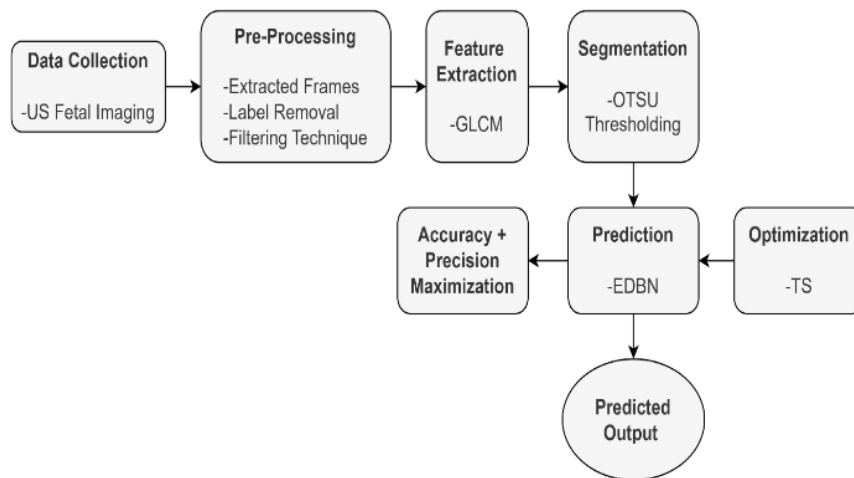 Data Collection
-US Fetal Imaging
Pre-Processing
-Extracted Frames
-Label Removal
-Filtering Technique
Feature
Extraction
-GLCM
Segmentation
-OTSU
Thresholding
Accuracy +
Precision
Maximization
Prediction
-EDBN
Optimization
-TS
Predicted
Output